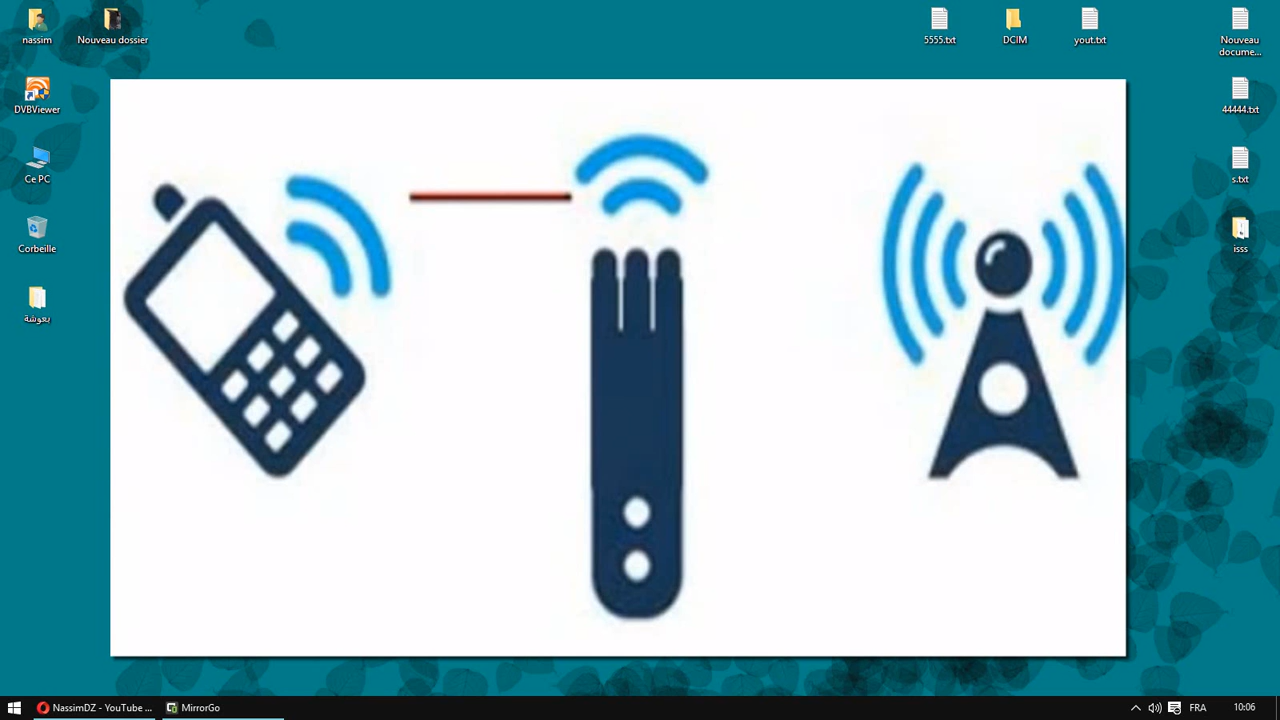 nassim
Nouveau dossier
5555.txt
DCIM
yout.txt
Nouveau
docume...
DVBViewer
44444.txt
Ce PC
s.txt
Corbeille
isss
بعوشة
NassimDZ - YouTube ...
MirrorGo
FRA
10:06